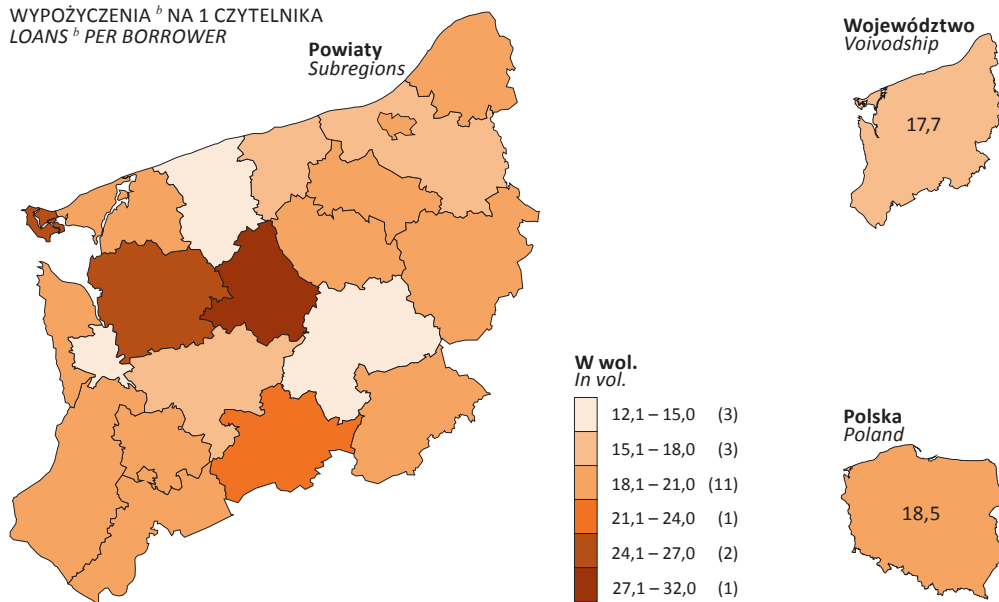 WYPOŻYCZENIA ᵇ NA 1 CZYTELNIKA
LOANS ᵇ PER BORROWER
Powiaty
Subregions
Województwo
Voivodship
17,7
W wol.
In vol.
12,1 – 15,0 (3)
15,1 – 18,0 (3)
18,1 – 21,0 (11)
21,1 – 24,0 (1)
24,1 – 27,0 (2)
27,1 – 32,0 (1)
Polska
Poland
18,5